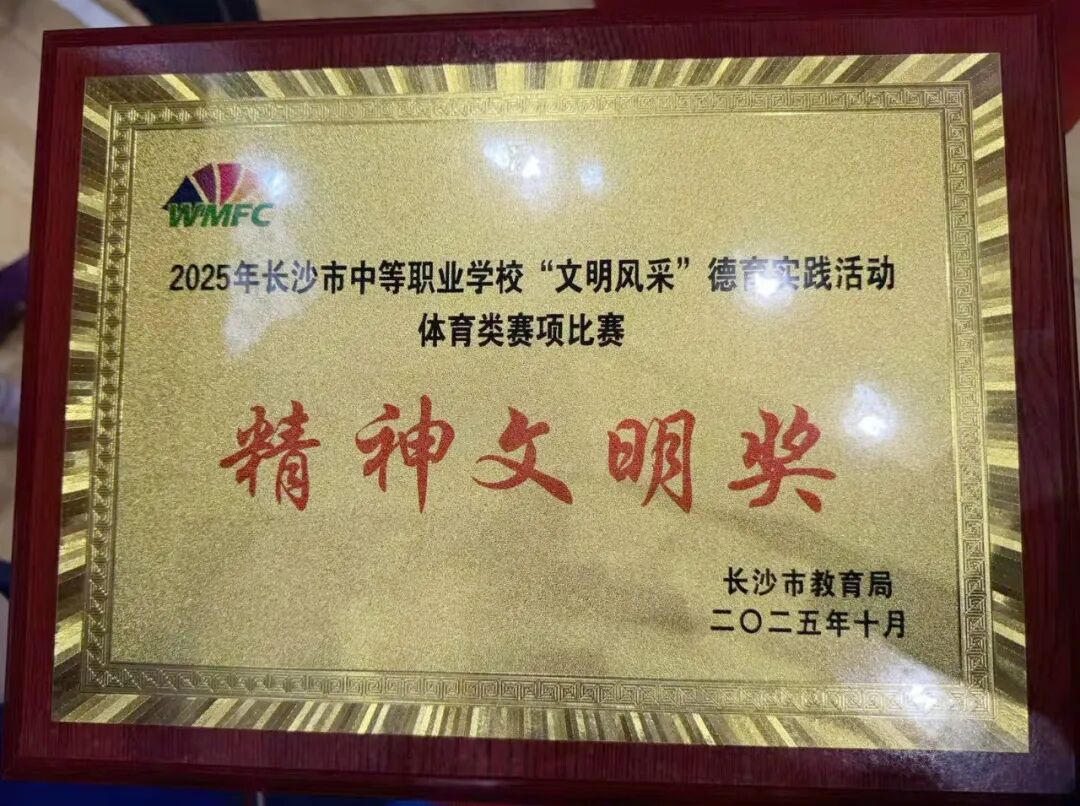 WMFC
2025年长沙市中等职业学校“文明风采”德育实践活动
体育类赛项比赛
精神文明奖
长沙市教育局
二〇二五年十月